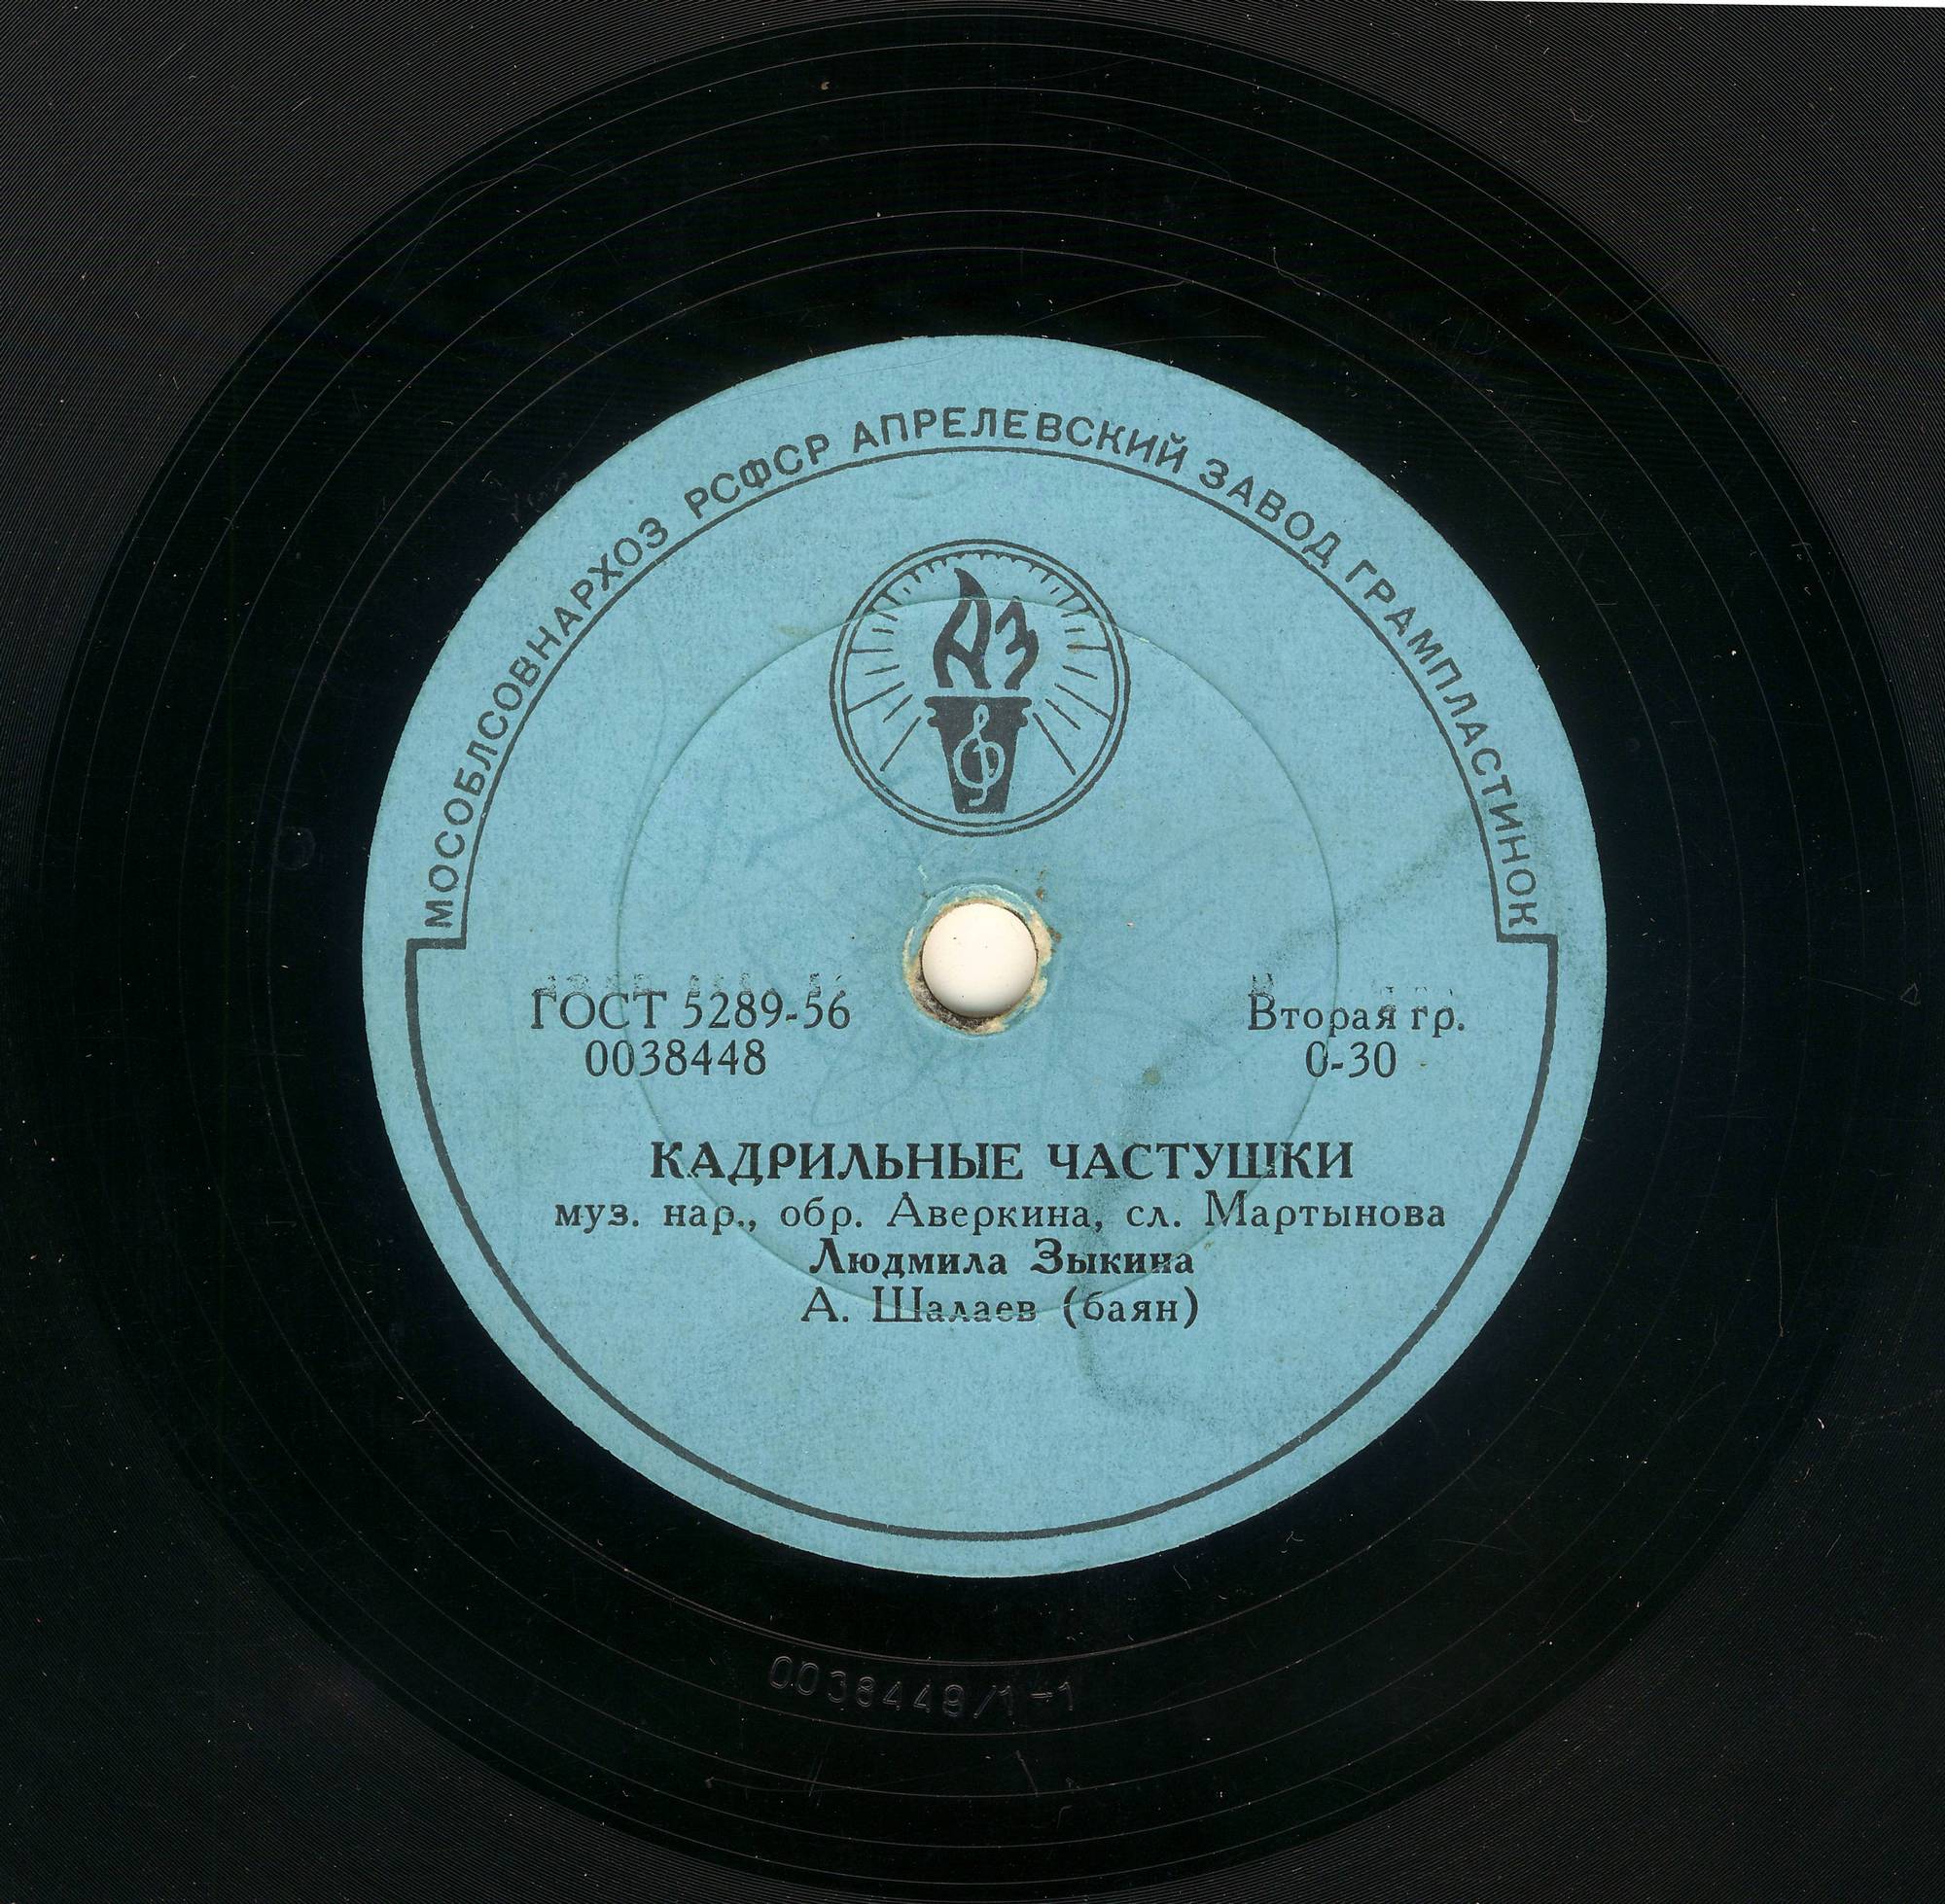 МОСОБЛСОВНАРХОЗ РСФСР АПРЕЛЕВСКИЙ ЗАВОД ГРАМПЛАСТИНОК
АЗ
ГОСТ 5289-56
0038448
Вторая гр.
0-30
КАДРИЛЬНЫЕ ЧАСТУШКИ
муз. нар., обр. Аверкина, сл. Мартынова
Людмила Зыкина
А. Шалаев (баян)
0038448/1-1